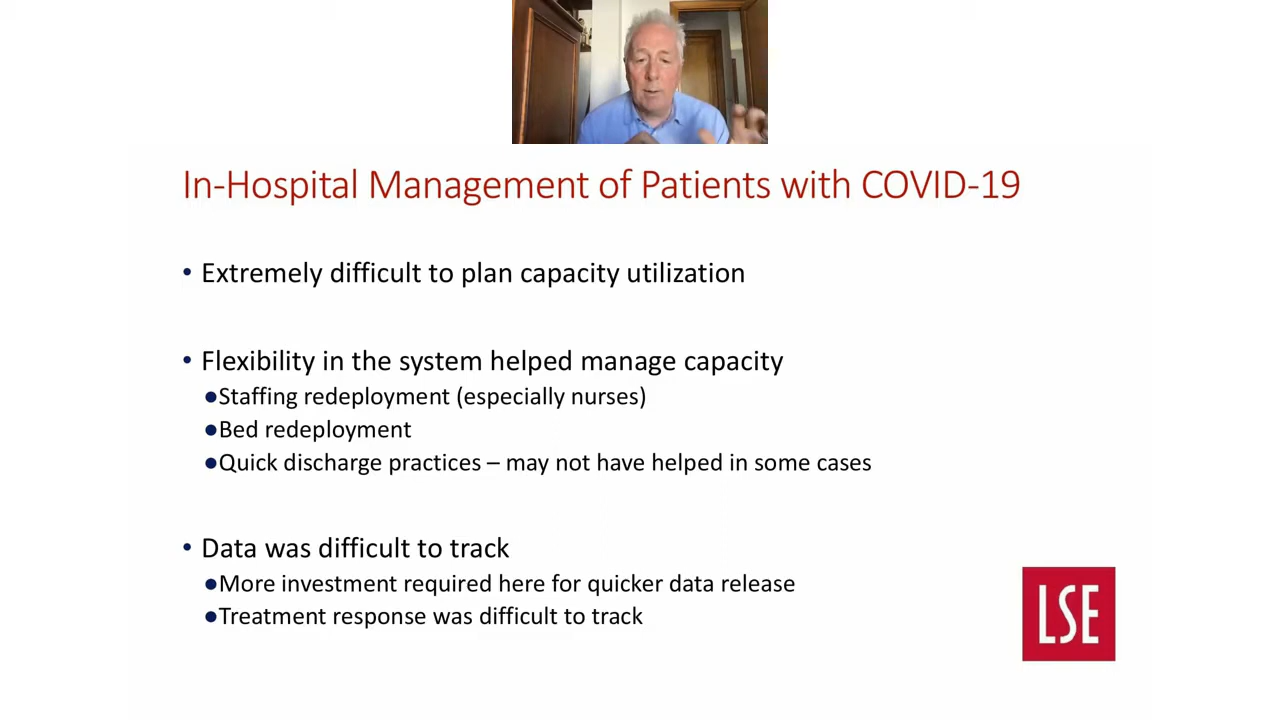 In-Hospital Management of Patients with COVID-19
• Extremely difficult to plan capacity utilization
• Flexibility in the system helped manage capacity
●Staffing redeployment (especially nurses)
●Bed redeployment
●Quick discharge practices – may not have helped in some cases
• Data was difficult to track
●More investment required here for quicker data release
●Treatment response was difficult to track
LSE